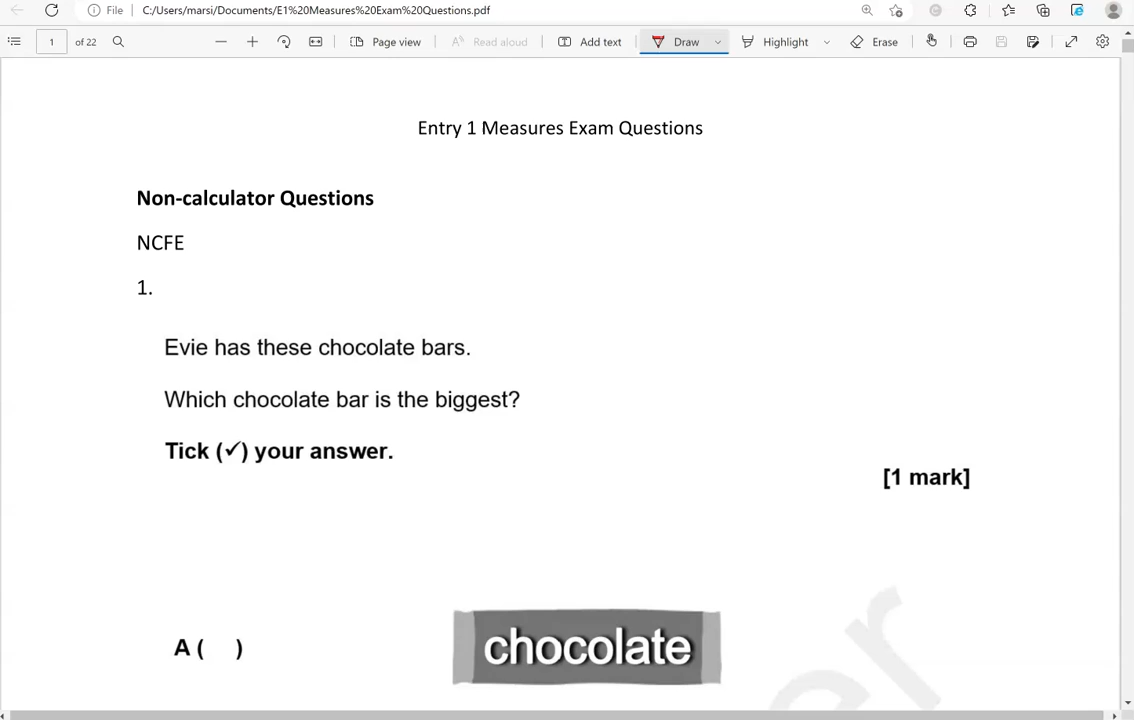 File
C:/Users/marsi/Documents/E1%20Measures%20Exam%20Questions.pdf
1 of 22
Page view
Read aloud
Add text
Draw
Highlight
Erase
Entry 1 Measures Exam Questions
Non-calculator Questions
NCFE
1.
Evie has these chocolate bars.
Which chocolate bar is the biggest?
Tick (✓) your answer.
[1 mark]
A ( )
chocolate